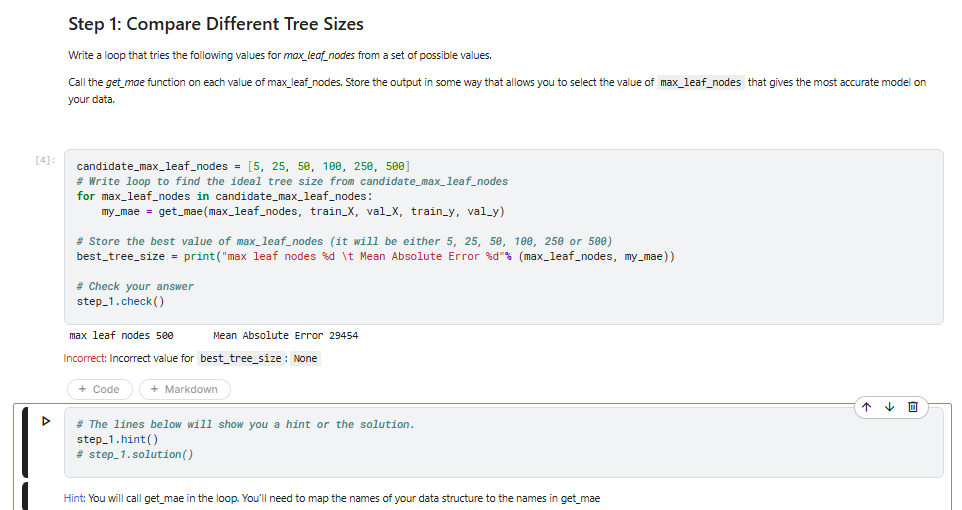 Step 1: Compare Different Tree Sizes
Write a loop that tries the following values for max_leaf_nodes from a set of possible values.
Call the get_mae function on each value of max_leaf_nodes. Store the output in some way that allows you to select the value of max_leaf_nodes that gives the most accurate model on
your data.
[4]:
candidate_max_leaf_nodes = [5, 25, 50, 100, 250, 500]
# Write loop to find the ideal tree size from candidate_max_leaf_nodes
for max_leaf_nodes in candidate_max_leaf_nodes:
    my_mae = get_mae(max_leaf_nodes, train_X, val_X, train_y, val_y)
# Store the best value of max_leaf_nodes (it will be either 5, 25, 50, 100, 250 or 500)
best_tree_size = print("max leaf nodes %d \t Mean Absolute Error %d"% (max_leaf_nodes, my_mae))
# Check your answer
step_1.check()
max leaf nodes 500 Mean Absolute Error 29454
Incorrect: Incorrect value for best_tree_size: None
+ Code + Markdown
# The lines below will show you a hint or the solution.
step_1.hint()
# step_1.solution()
Hint: You will call get_mae in the loop. You'll need to map the names of your data structure to the names in get_mae